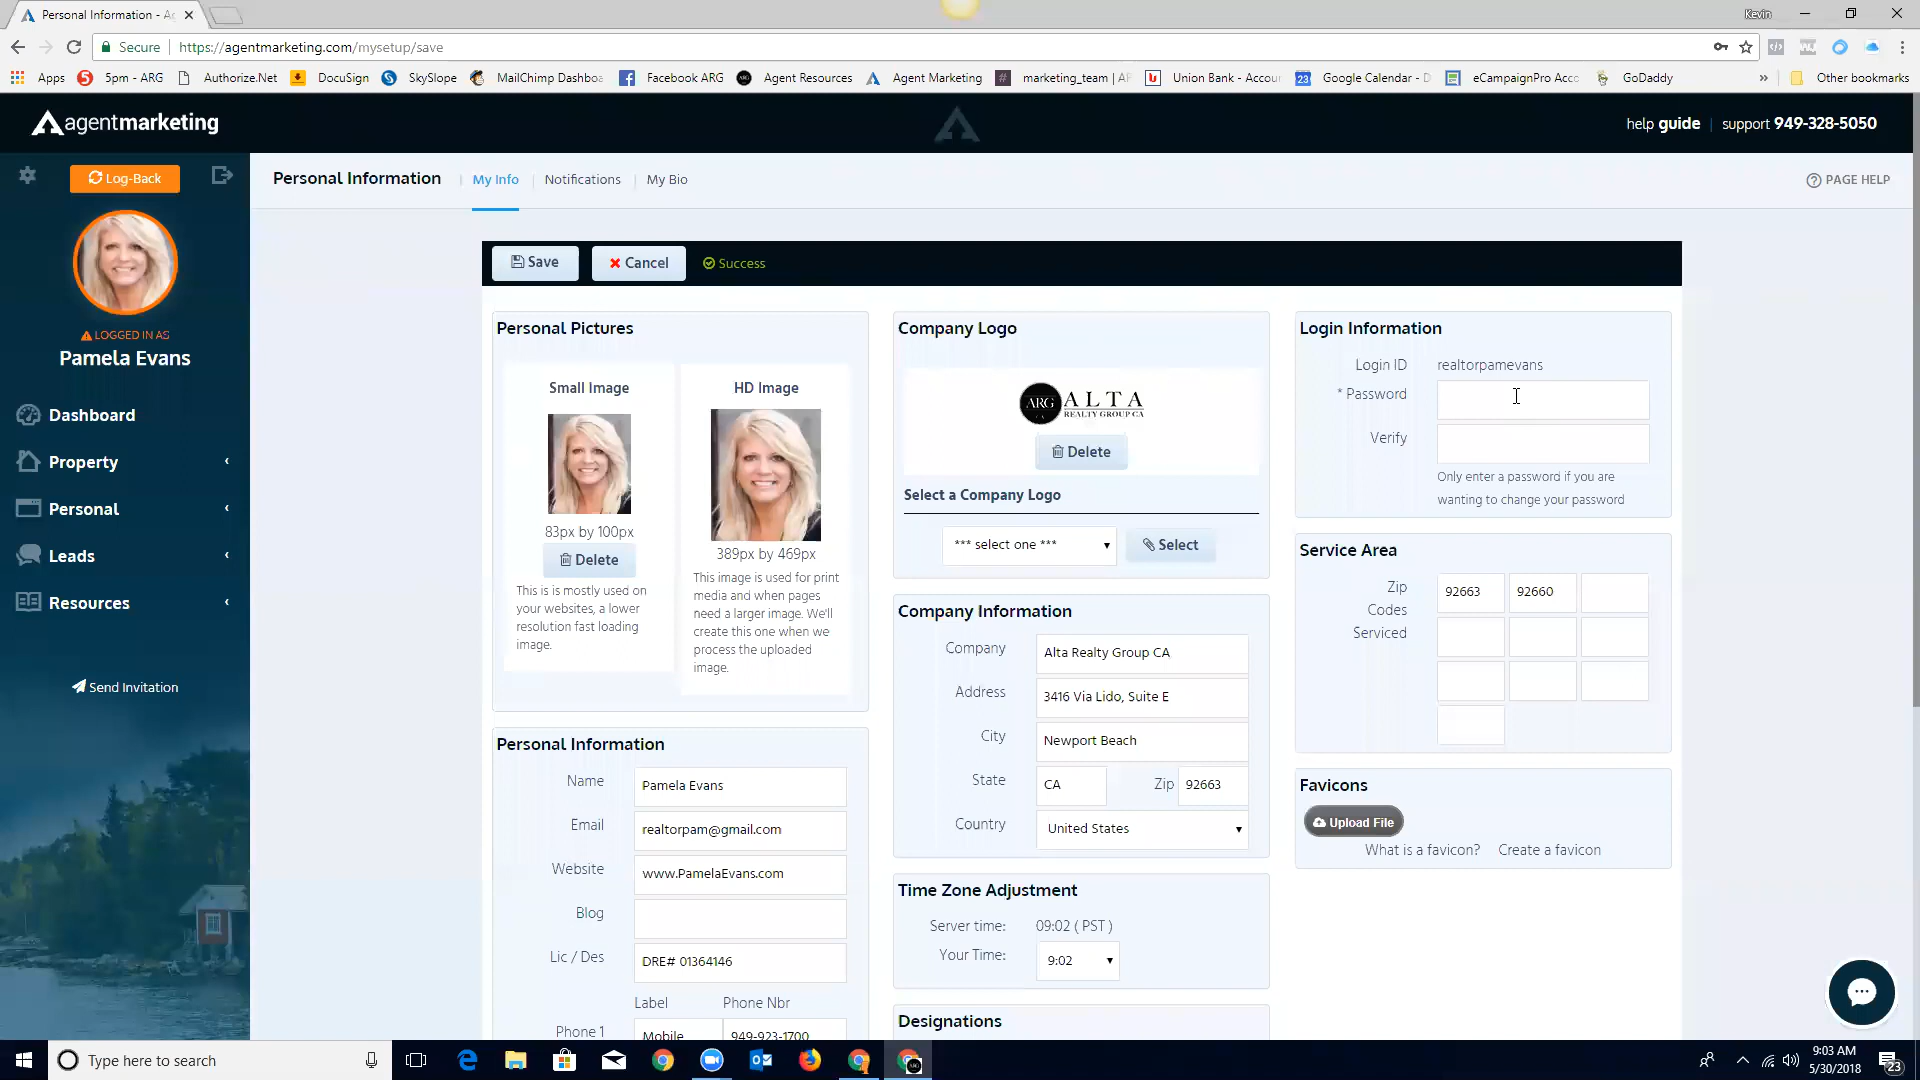 Personal Information - Ag
Kevin
Secure
https://agentmarketing.com/mysetup/save
Apps
5pm - ARG
Authorize.Net
DocuSign
SkySlope
MailChimp Dashboa
Facebook ARG
Agent Resources
Agent Marketing
marketing_team | AR
Union Bank - Accoun
Google Calendar - D
eCampaignPro Acco
GoDaddy
Other bookmarks
agentmarketing
help guide | support 949-328-5050
Log-Back
Personal Information
My Info
Notifications
My Bio
PAGE HELP
LOGGED IN AS
Pamela Evans
Dashboard
Property
Personal
Leads
Resources
Send Invitation
Save
Cancel
Success
Personal Pictures
Small Image
83px by 100px
Delete
This is is mostly used on
your websites, a lower
resolution fast loading
image.
HD Image
389px by 469px
This image is used for print
media and when pages
need a larger image. We'll
create this one when we
process the uploaded
image.
Personal Information
Name Pamela Evans
Email realtorpam@gmail.com
Website www.PamelaEvans.com
Blog
Lic / Des DRE# 01364146
Label Phone Nbr
Phone 1 Mobile 949-923-1700
Company Logo
ARG
CA
ALTA
REALTY GROUP CA
Delete
Select a Company Logo
*** select one ***
Select
Company Information
Company Alta Realty Group CA
Address 3416 Via Lido, Suite E
City Newport Beach
State CA Zip 92663
Country United States
Time Zone Adjustment
Server time: 09:02 ( PST )
Your Time: 9:02
Designations
Login Information
Login ID realtorpamevans
* Password
Verify
Only enter a password if you are
wanting to change your password
Service Area
Zip
Codes
Serviced
92663 92660
Favicons
Upload File
What is a favicon? Create a favicon
Type here to search
9:03 AM
5/30/2018
23